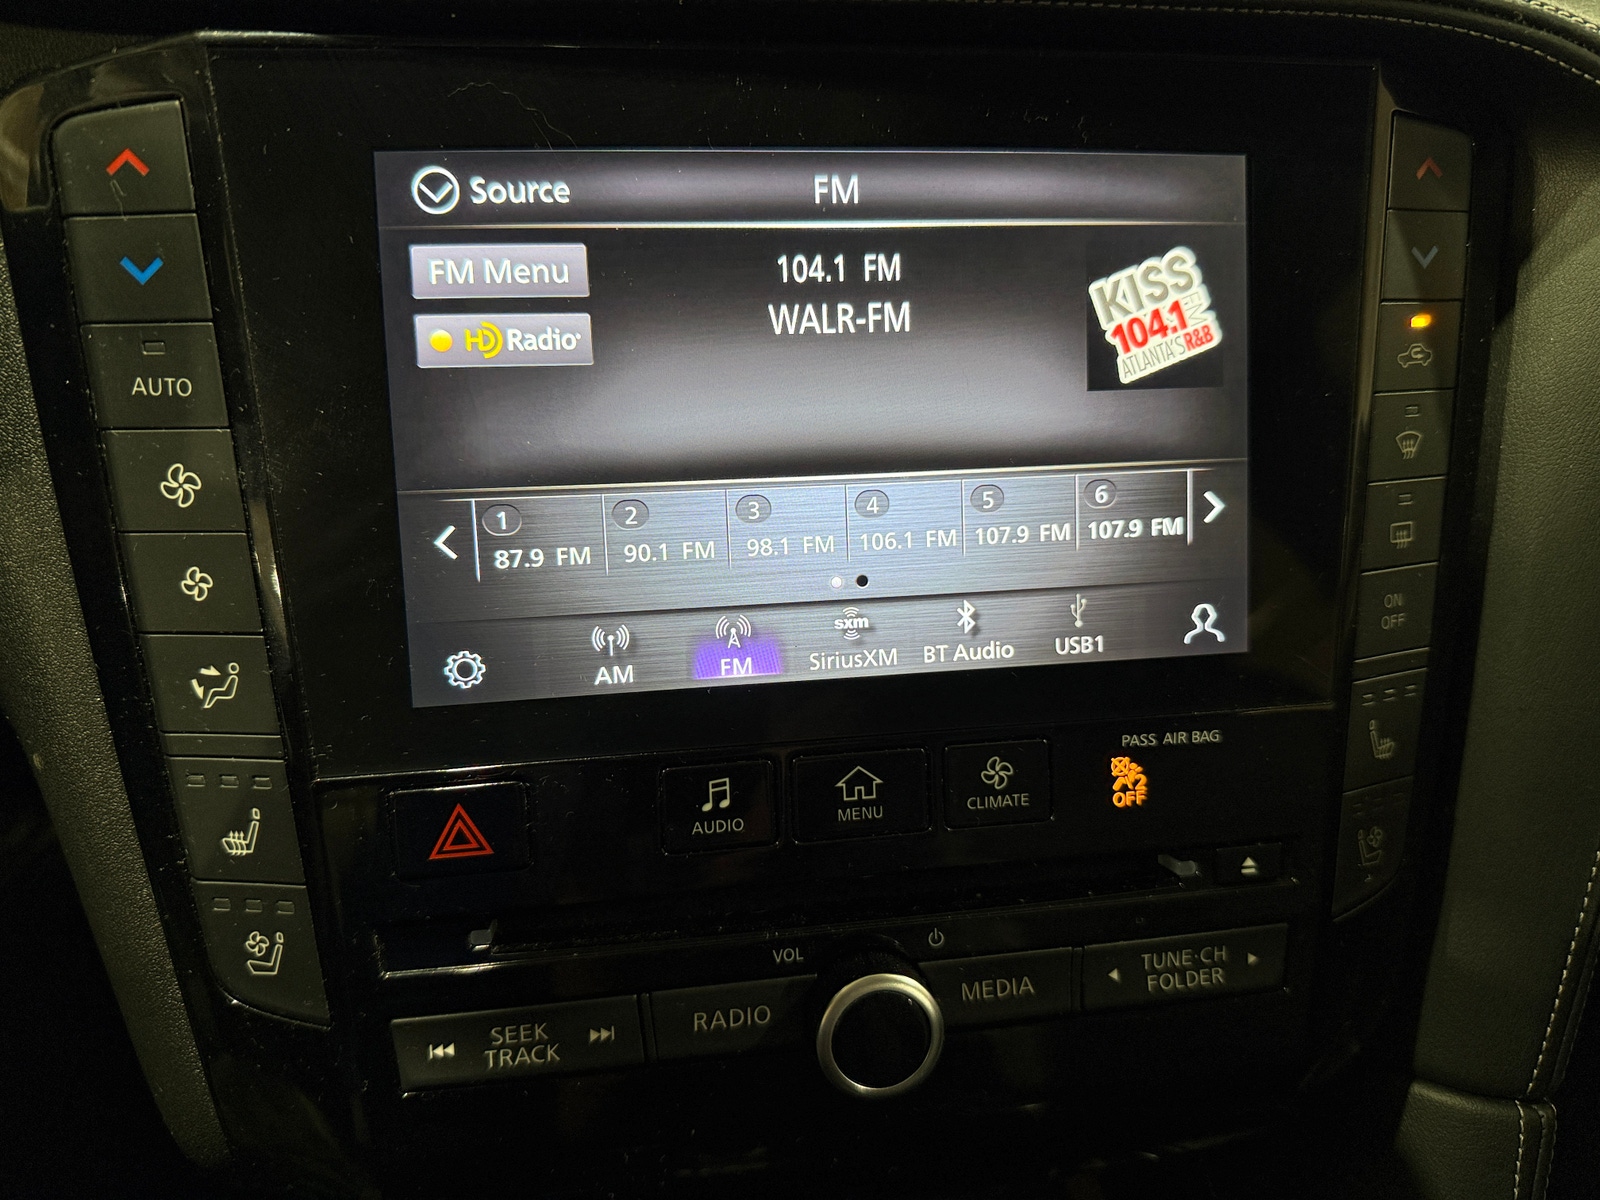 Source
FM
FM Menu
HD Radio
104.1 FM
WALR-FM
KISS
104.1 FM
ATLANTA'S R&B
1 2 3 4 5 6
87.9 FM 90.1 FM 98.1 FM 106.1 FM 107.9 FM 107.9 FM
AM
FM
sxm
SiriusXM
BT Audio
USB1
AUTO
ON
OFF
AUDIO
MENU
CLIMATE
PASS AIR BAG
2
OFF
VOL
SEEK
TRACK
RADIO
MEDIA
TUNE·CH
FOLDER